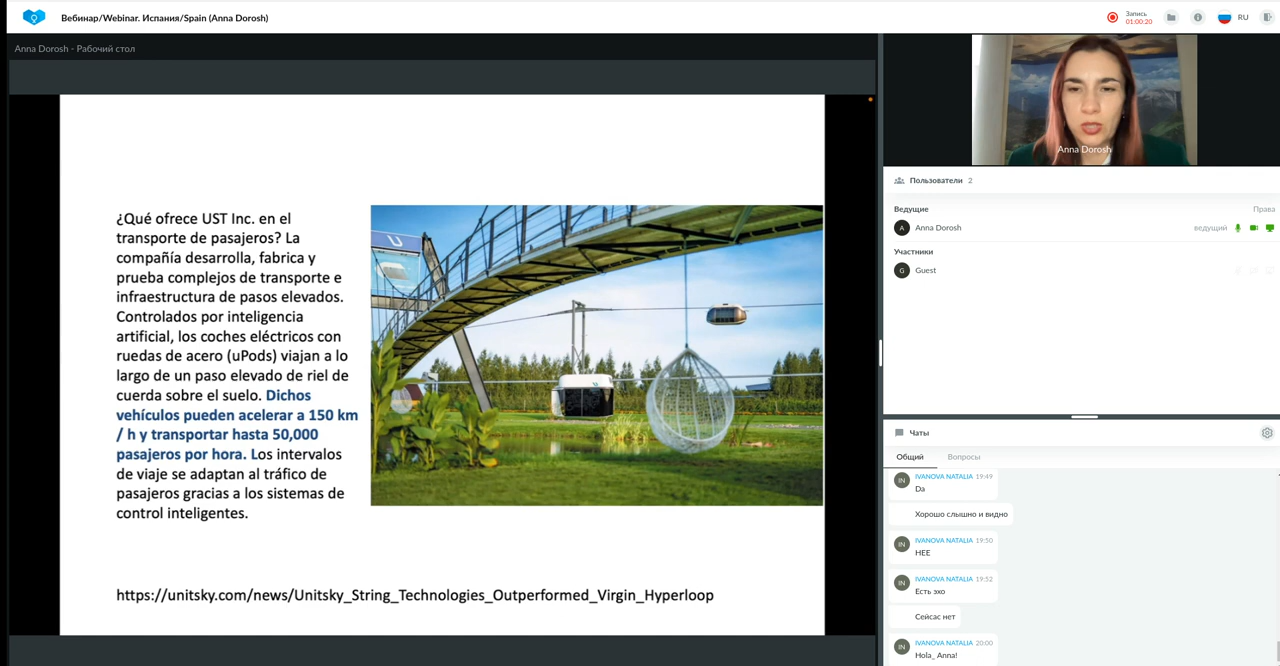 Вебинар/Webinar. Испания/Spain (Anna Dorosh)
Запись
01:00:20
RU
Anna Dorosh - Рабочий стол
¿Qué ofrece UST Inc. en el
transporte de pasajeros? La
compañía desarrolla, fabrica y
prueba complejos de transporte e
infraestructura de pasos elevados.
Controlados por inteligencia
artificial, los coches eléctricos con
ruedas de acero (uPods) viajan a lo
largo de un paso elevado de riel de
cuerda sobre el suelo. Dichos
vehículos pueden acelerar a 150 km
/ h y transportar hasta 50,000
pasajeros por hora. Los intervalos
de viaje se adaptan al tráfico de
pasajeros gracias a los sistemas de
control inteligentes.
U
https://unitsky.com/news/Unitsky_String_Technologies_Outperformed_Virgin_Hyperloop
Anna Dorosh
Пользователи 2
Ведущие Права
A Anna Dorosh ведущий
Участники
G Guest
Чаты
Общий Вопросы
IN IVANOVA NATALIA 19:49
Da
Хорошо слышно и видно
IN IVANOVA NATALIA 19:50
HEE
IN IVANOVA NATALIA 19:52
Есть эхо
Сейсас нет
IN IVANOVA NATALIA 20:00
Hola_ Anna!